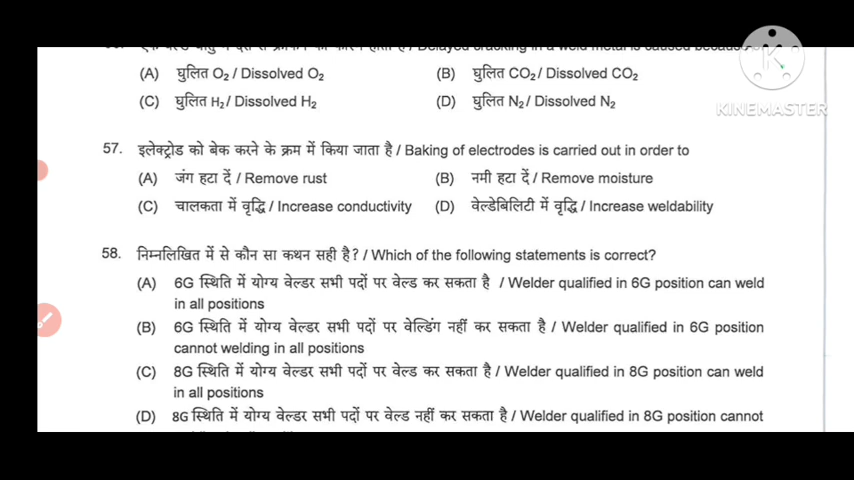 / Delayed cracking in a weld metal is caused because
(A) घुलित O2 / Dissolved O2 (B) घुलित CO2 / Dissolved CO2
(C) घुलित H2 / Dissolved H2 (D) घुलित N2 / Dissolved N2
KINEMASTER
57. इलेक्ट्रोड को बेक करने के क्रम में किया जाता है / Baking of electrodes is carried out in order to
(A) जंग हटा दें / Remove rust (B) नमी हटा दें / Remove moisture
(C) चालकता में वृद्धि / Increase conductivity (D) वेल्डेबिलिटी में वृद्धि / Increase weldability
58. निम्नलिखित में से कौन सा कथन सही है? / Which of the following statements is correct?
(A) 6G स्थिति में योग्य वेल्डर सभी पदों पर वेल्ड कर सकता है / Welder qualified in 6G position can weld
in all positions
(B) 6G स्थिति में योग्य वेल्डर सभी पदों पर वेल्डिंग नहीं कर सकता है / Welder qualified in 6G position
cannot welding in all positions
(C) 8G स्थिति में योग्य वेल्डर सभी पदों पर वेल्ड कर सकता है / Welder qualified in 8G position can weld
in all positions
(D) 8G स्थिति में योग्य वेल्डर सभी पदों पर वेल्ड नहीं कर सकता है / Welder qualified in 8G position cannot